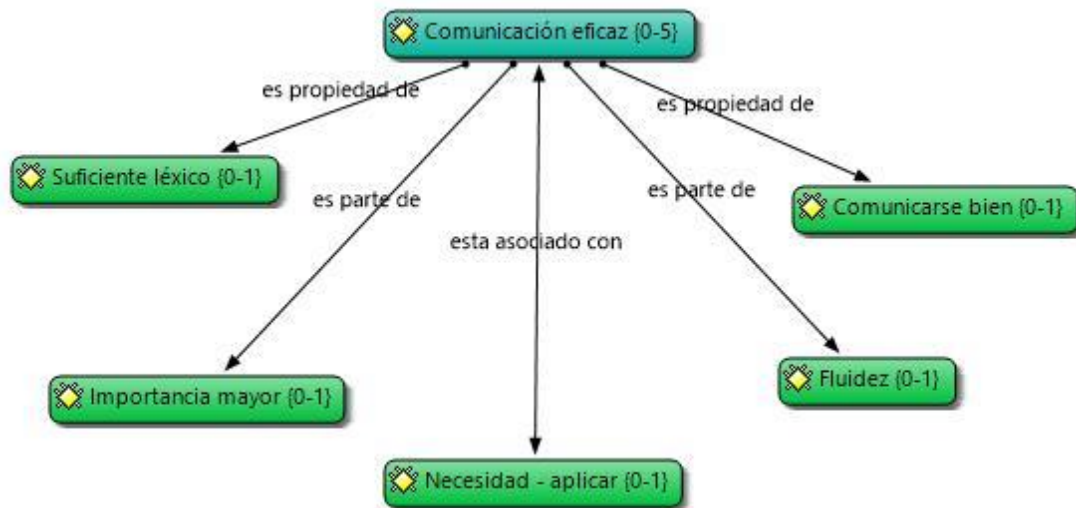 Comunicación eficaz {0-5}
es propiedad de
es propiedad de
Suficiente léxico {0-1}
es parte de
es parte de
Comunicarse bien {0-1}
esta asociado con
Importancia mayor {0-1}
Fluidez {0-1}
Necesidad - aplicar {0-1}